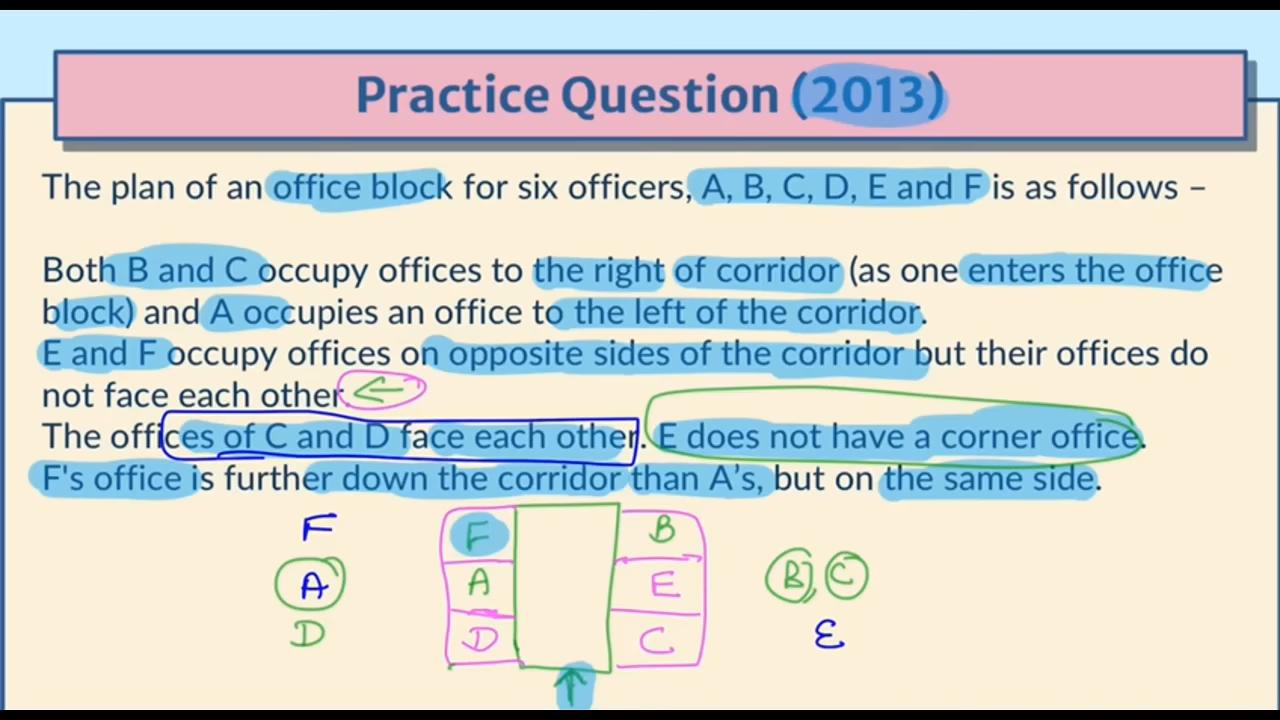 Practice Question (2013)
The plan of an office block for six officers, A, B, C, D, E and F is as follows –
Both B and C occupy offices to the right of corridor (as one enters the office
block) and A occupies an office to the left of the corridor.
E and F occupy offices on opposite sides of the corridor but their offices do
not face each other.
The offices of C and D face each other. E does not have a corner office.
F's office is further down the corridor than A’s, but on the same side.
F F B
A A E B, C
D D C E